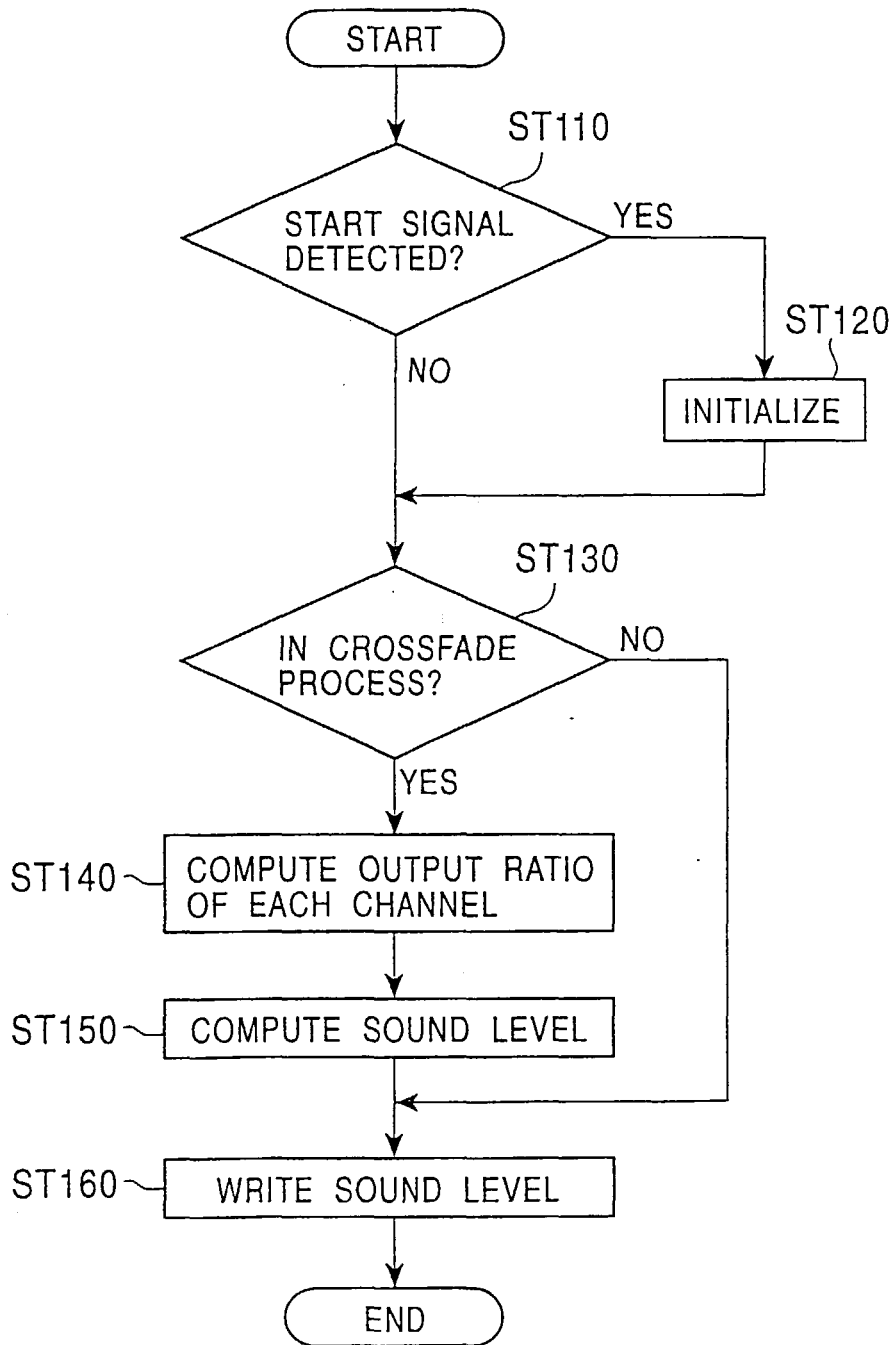 START
ST110
START SIGNAL
DETECTED?
YES
ST120
NO
INITIALIZE
ST130
IN CROSSFADE
PROCESS?
NO
YES
ST140
COMPUTE OUTPUT RATIO
OF EACH CHANNEL
ST150
COMPUTE SOUND LEVEL
ST160
WRITE SOUND LEVEL
END